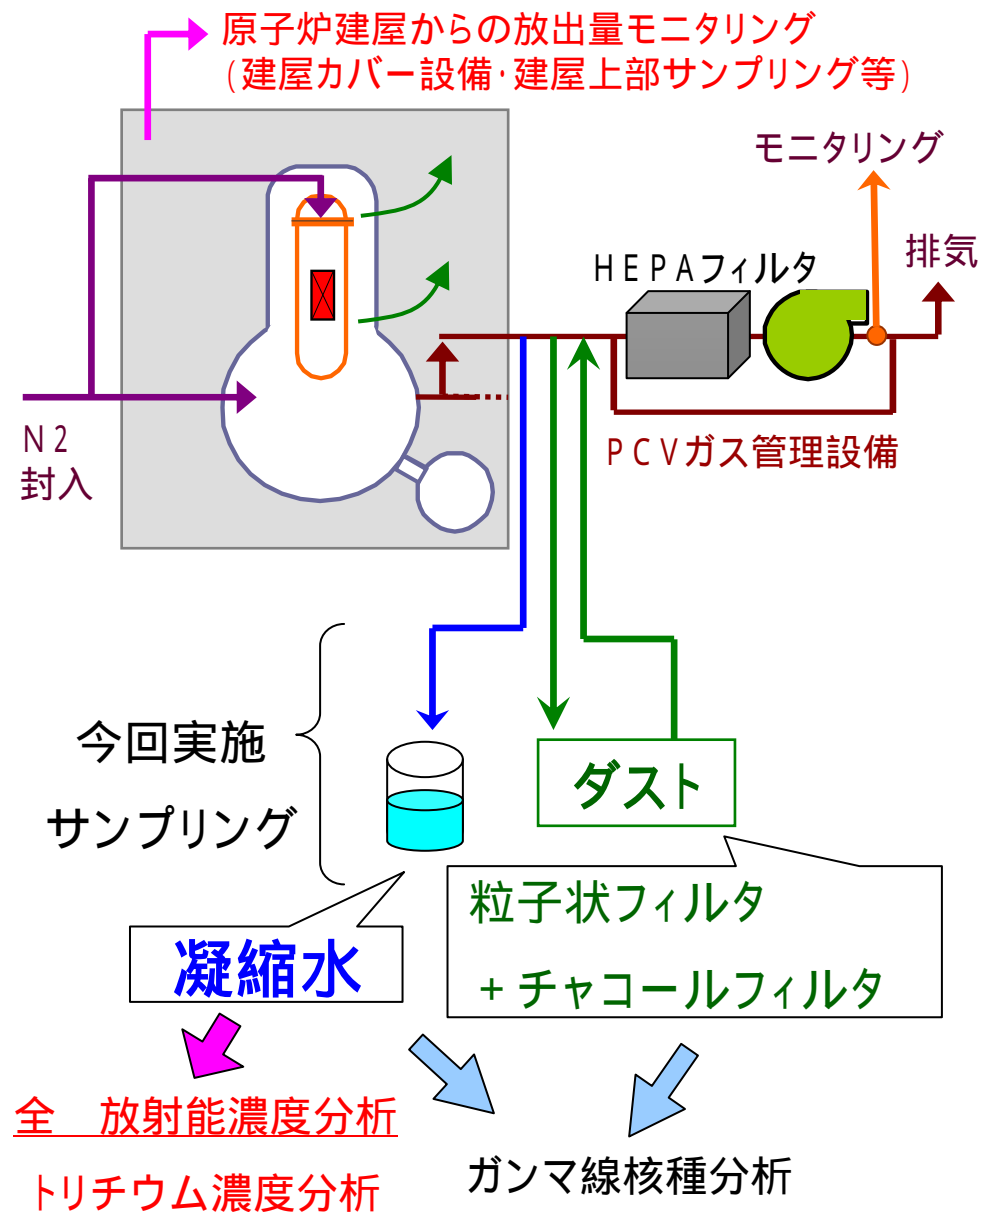 原子炉建屋からの放出量モニタリング
(建屋カバー設備・建屋上部サンプリング等)
モニタリング
排気
ＨＥＰＡフィルタ
Ｎ２
封入
ＰＣＶガス管理設備
今回実施
サンプリング
ダスト
粒子状フィルタ
+チャコールフィルタ
凝縮水
全　放射能濃度分析
トリチウム濃度分析
ガンマ線核種分析